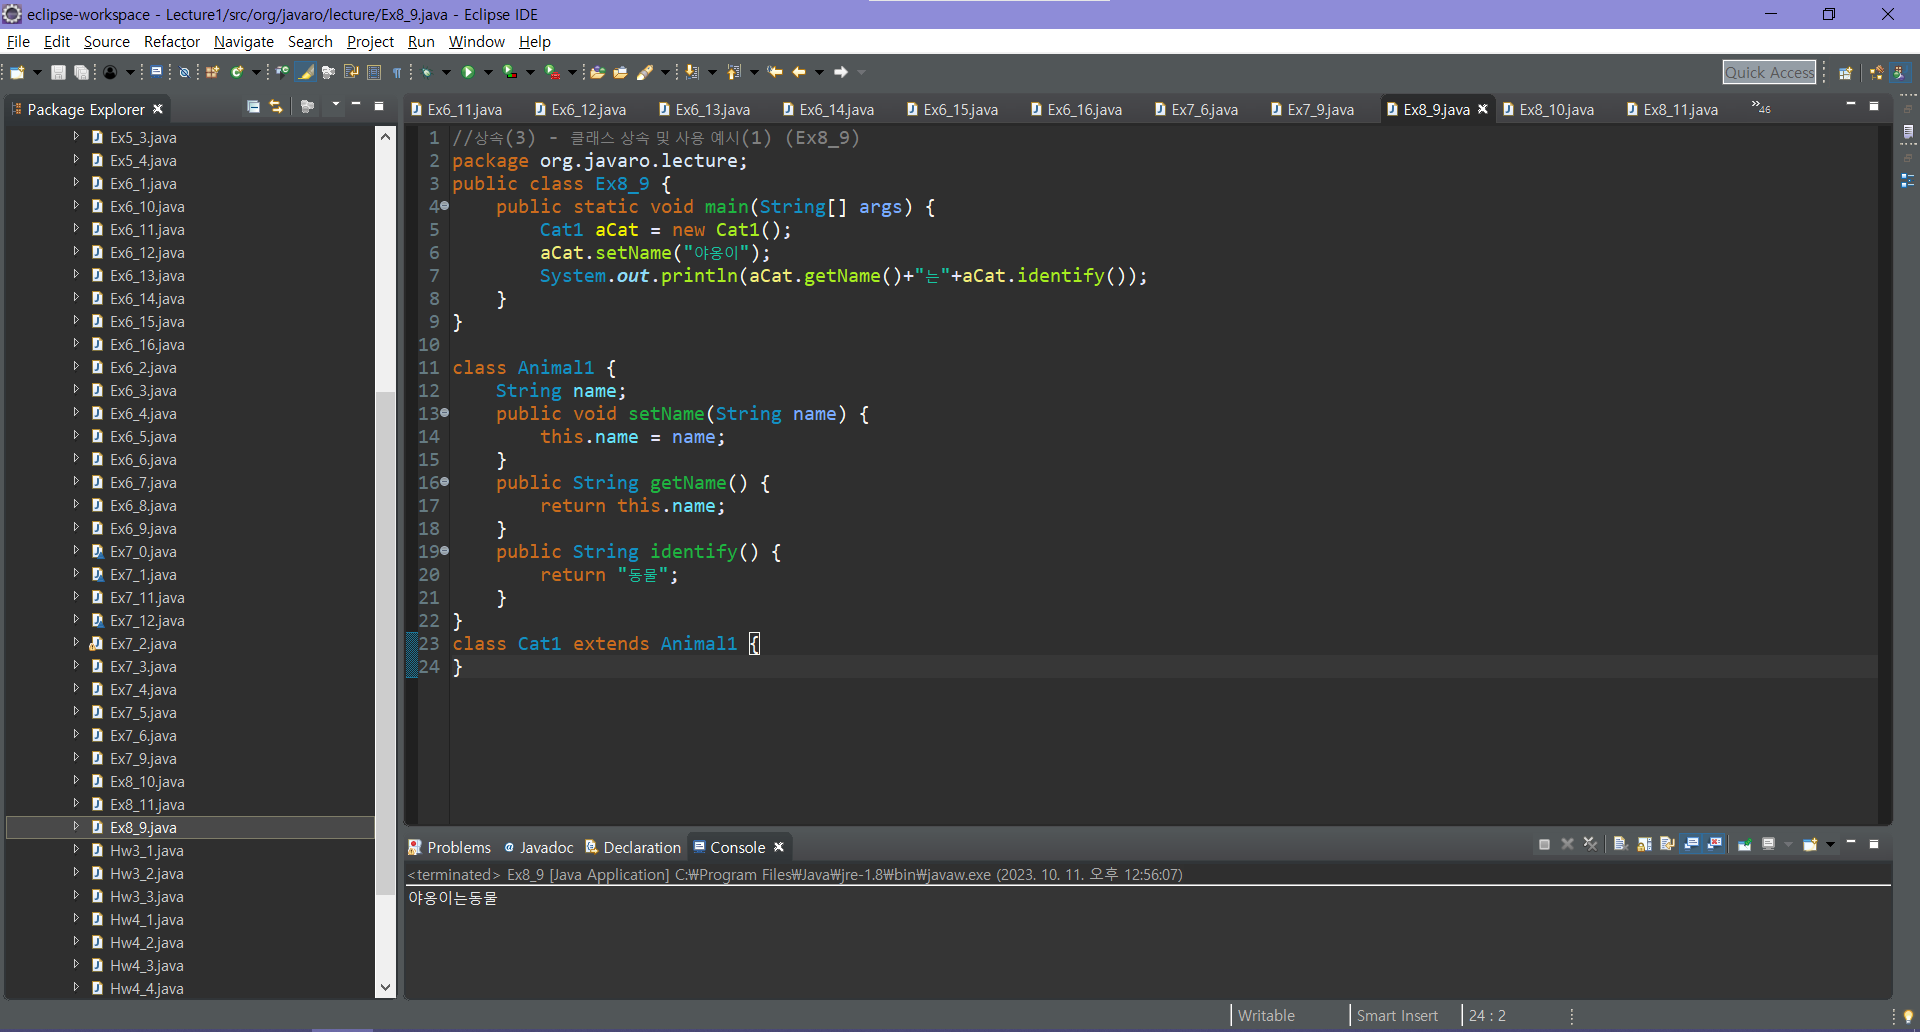 eclipse-workspace - Lecture1/src/org/javaro/lecture/Ex8_9.java - Eclipse IDE
File Edit Source Refactor Navigate Search Project Run Window Help
Quick Access
Package Explorer
Ex5_3.java
Ex5_4.java
Ex6_1.java
Ex6_10.java
Ex6_11.java
Ex6_12.java
Ex6_13.java
Ex6_14.java
Ex6_15.java
Ex6_16.java
Ex6_2.java
Ex6_3.java
Ex6_4.java
Ex6_5.java
Ex6_6.java
Ex6_7.java
Ex6_8.java
Ex6_9.java
Ex7_0.java
Ex7_1.java
Ex7_11.java
Ex7_12.java
Ex7_2.java
Ex7_3.java
Ex7_4.java
Ex7_5.java
Ex7_6.java
Ex7_9.java
Ex8_10.java
Ex8_11.java
Ex8_9.java
Hw3_1.java
Hw3_2.java
Hw3_3.java
Hw4_1.java
Hw4_2.java
Hw4_3.java
Hw4_4.java
Ex6_11.java Ex6_12.java Ex6_13.java Ex6_14.java Ex6_15.java Ex6_16.java Ex7_6.java Ex7_9.java Ex8_9.java Ex8_10.java Ex8_11.java »46
1 //상속(3) - 클래스 상속 및 사용 예시(1) (Ex8_9)
2 package org.javaro.lecture;
3 public class Ex8_9 {
4 public static void main(String[] args) {
5 Cat1 aCat = new Cat1();
6 aCat.setName("야옹이");
7 System.out.println(aCat.getName()+"는"+aCat.identify());
8 }
9 }
10
11 class Animal1 {
12 String name;
13 public void setName(String name) {
14 this.name = name;
15 }
16 public String getName() {
17 return this.name;
18 }
19 public String identify() {
20 return "동물";
21 }
22 }
23 class Cat1 extends Animal1 {
24 }
Problems Javadoc Declaration Console
<terminated> Ex8_9 [Java Application] C:₩Program Files₩Java₩jre-1.8₩bin₩javaw.exe (2023. 10. 11. 오후 12:56:07)
야옹이는동물
Writable Smart Insert 24 : 2